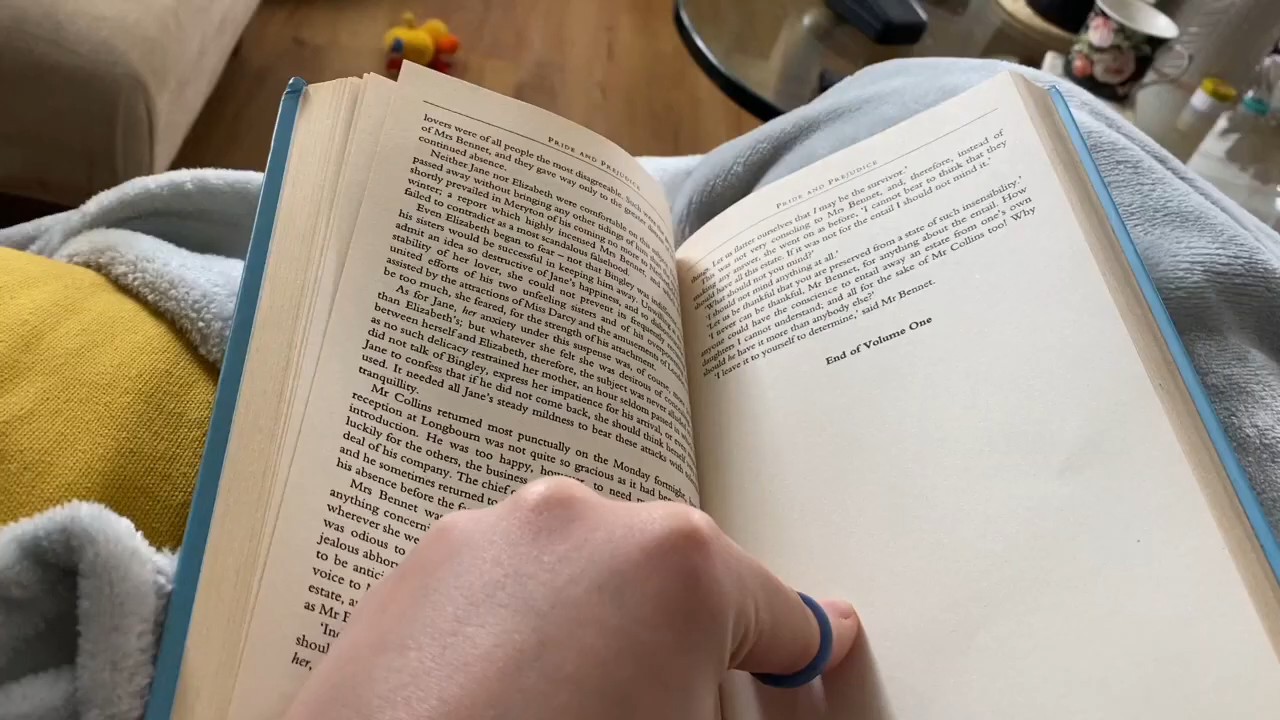 PRIDE AND PREJUDICE
lovers were of all people the most disagreeable. Such were
of Mrs Bennet, and they gave way only to the greater
continued absence.
Neither Jane nor Elizabeth were comfortable on this
passed away without bringing any other tidings of him
shortly prevailed in Meryton of his coming no more
winter; a report which highly incensed Mrs Bennet,
failed to contradict as a most scandalous falsehood.
Even Elizabeth began to fear – not that Bingley was
his sisters would be successful in keeping him away.
admit an idea so destructive of Jane's happiness, and
stability of her lover, she could not prevent its frequently
united efforts of his two unfeeling sisters and of his
assisted by the attractions of Miss Darcy and the amusements of
be too much, she feared, for the strength of his attachment.
As for Jane, her anxiety under this suspense was, of course,
than Elizabeth's; but whatever she felt she was desirous of
between herself and Elizabeth, therefore, the subject was never
as no such delicacy restrained her mother, an hour seldom passed in
did not talk of Bingley, express her impatience for his arrival, or
Jane to confess that if he did not come back, she should think herself
used. It needed all Jane's steady mildness to bear these attacks with
tranquillity.
Mr Collins returned most punctually on the Monday fortnight,
reception at Longbourn was not quite so gracious as it had
introduction. He was too happy, to need
luckily for the others, the business
deal of his company. The chief
and he sometimes returned to
his absence before the
Mrs Bennet was
anything
wherever she
was odious to
jealous
to be
voice to
estate,
as Mr
her,
PRIDE AND PREJUDICE
things. Let us flatter ourselves that I may be the survivor.'
This was not very consoling to Mrs Bennet, and, therefore, instead of
making any answer, she went on as before, 'I cannot bear to think that they
should have all this estate. If it was not for the entail I should not mind it.'
'What should not you mind?'
'I should not mind anything at all.'
'Let us be thankful that you are preserved from a state of such insensibility.'
'I never can be thankful, Mr Bennet, for anything about the entail. How
anyone could have the conscience to entail away an estate from one's own
daughters I cannot understand; and all for the sake of Mr Collins too! Why
should he have it more than anybody else?'
'I leave it to yourself to determine,' said Mr Bennet.
End of Volume One